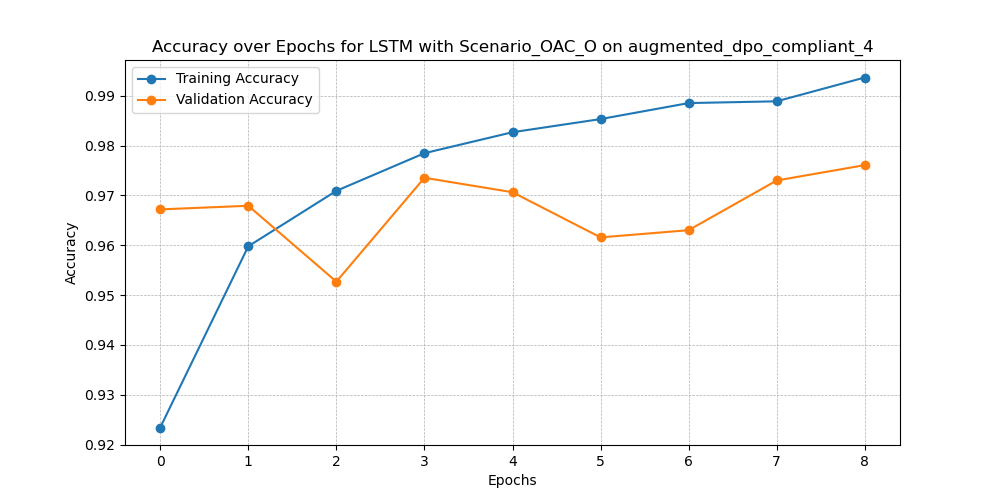 Accuracy over Epochs for LSTM with Scenario_OAC_O on augmented_dpo_compliant_4
Training Accuracy
Validation Accuracy
Accuracy
0.99
0.98
0.97
0.96
0.95
0.94
0.93
0.92
0 1 2 3 4 5 6 7 8
Epochs